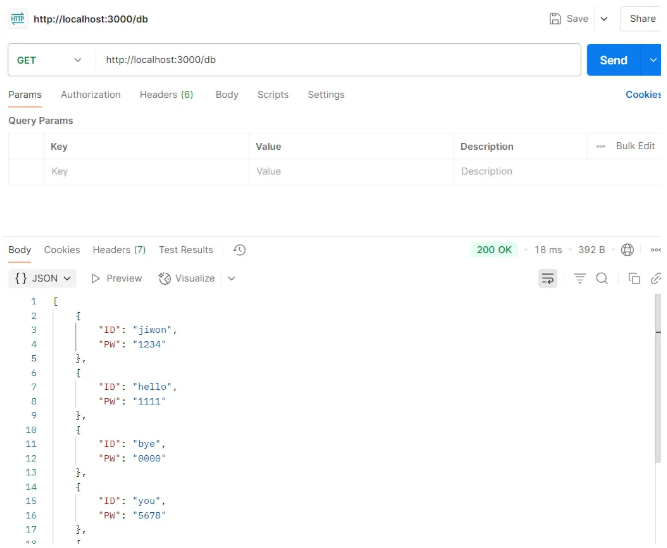 HTTP http://localhost:3000/db Save Share
GET http://localhost:3000/db Send
Params Authorization Headers (6) Body Scripts Settings Cookies
Query Params
Key Value Description Bulk Edit
Key Value Description
Body Cookies Headers (7) Test Results 200 OK 18 ms 392 B
{} JSON Preview Visualize
1 [
2 {
3 "ID": "jiwon",
4 "PW": "1234"
5 },
6 {
7 "ID": "hello",
8 "PW": "1111"
9 },
10 {
11 "ID": "bye",
12 "PW": "0000"
13 },
14 {
15 "ID": "you",
16 "PW": "5678"
17 },
18 {